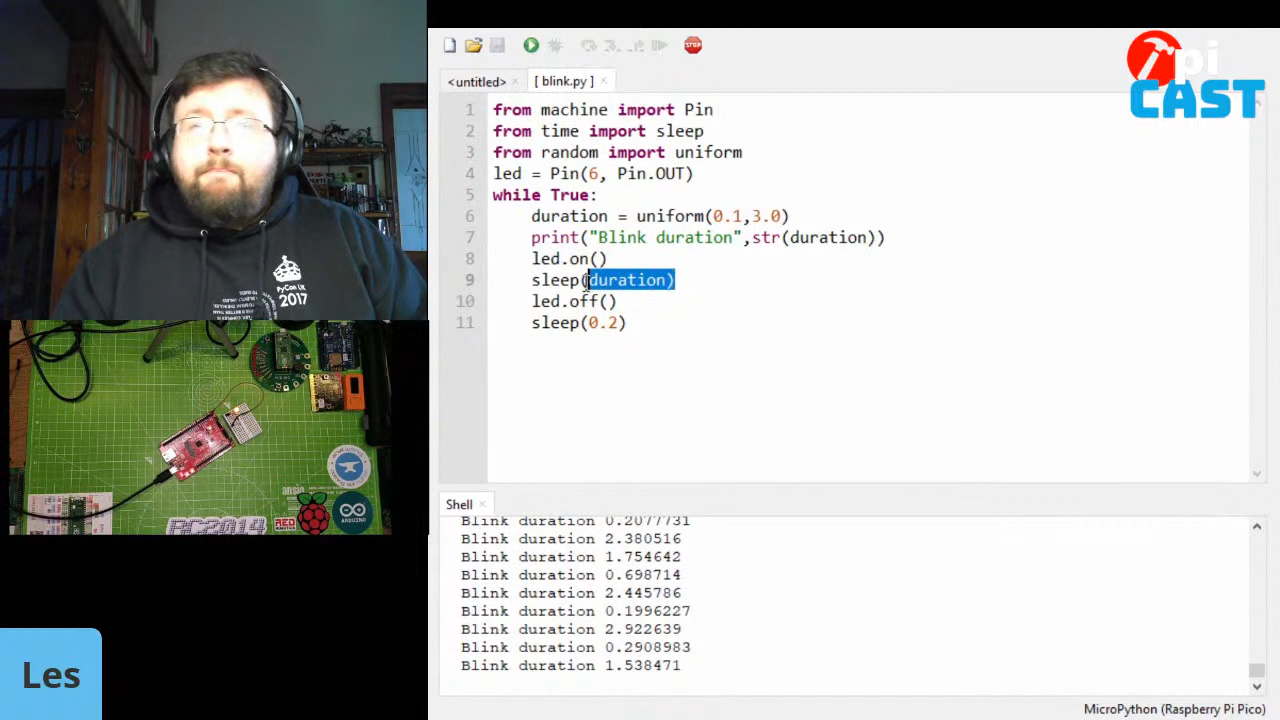 pi
CAST
<untitled>
[ blink.py ]
1 from machine import Pin
2 from time import sleep
3 from random import uniform
4 led = Pin(6, Pin.OUT)
5 while True:
6 duration = uniform(0.1,3.0)
7 print("Blink duration",str(duration))
8 led.on()
9 sleep(duration)
10 led.off()
11 sleep(0.2)
STOP
PyCon UK
2017
Shell
Blink duration 0.2077731
Blink duration 2.380516
Blink duration 1.754642
Blink duration 0.698714
Blink duration 2.445786
Blink duration 0.1996227
Blink duration 2.922639
Blink duration 0.2908983
Blink duration 1.538471
MicroPython (Raspberry Pi Pico)
RC2014
RED
ARDUINO
Les